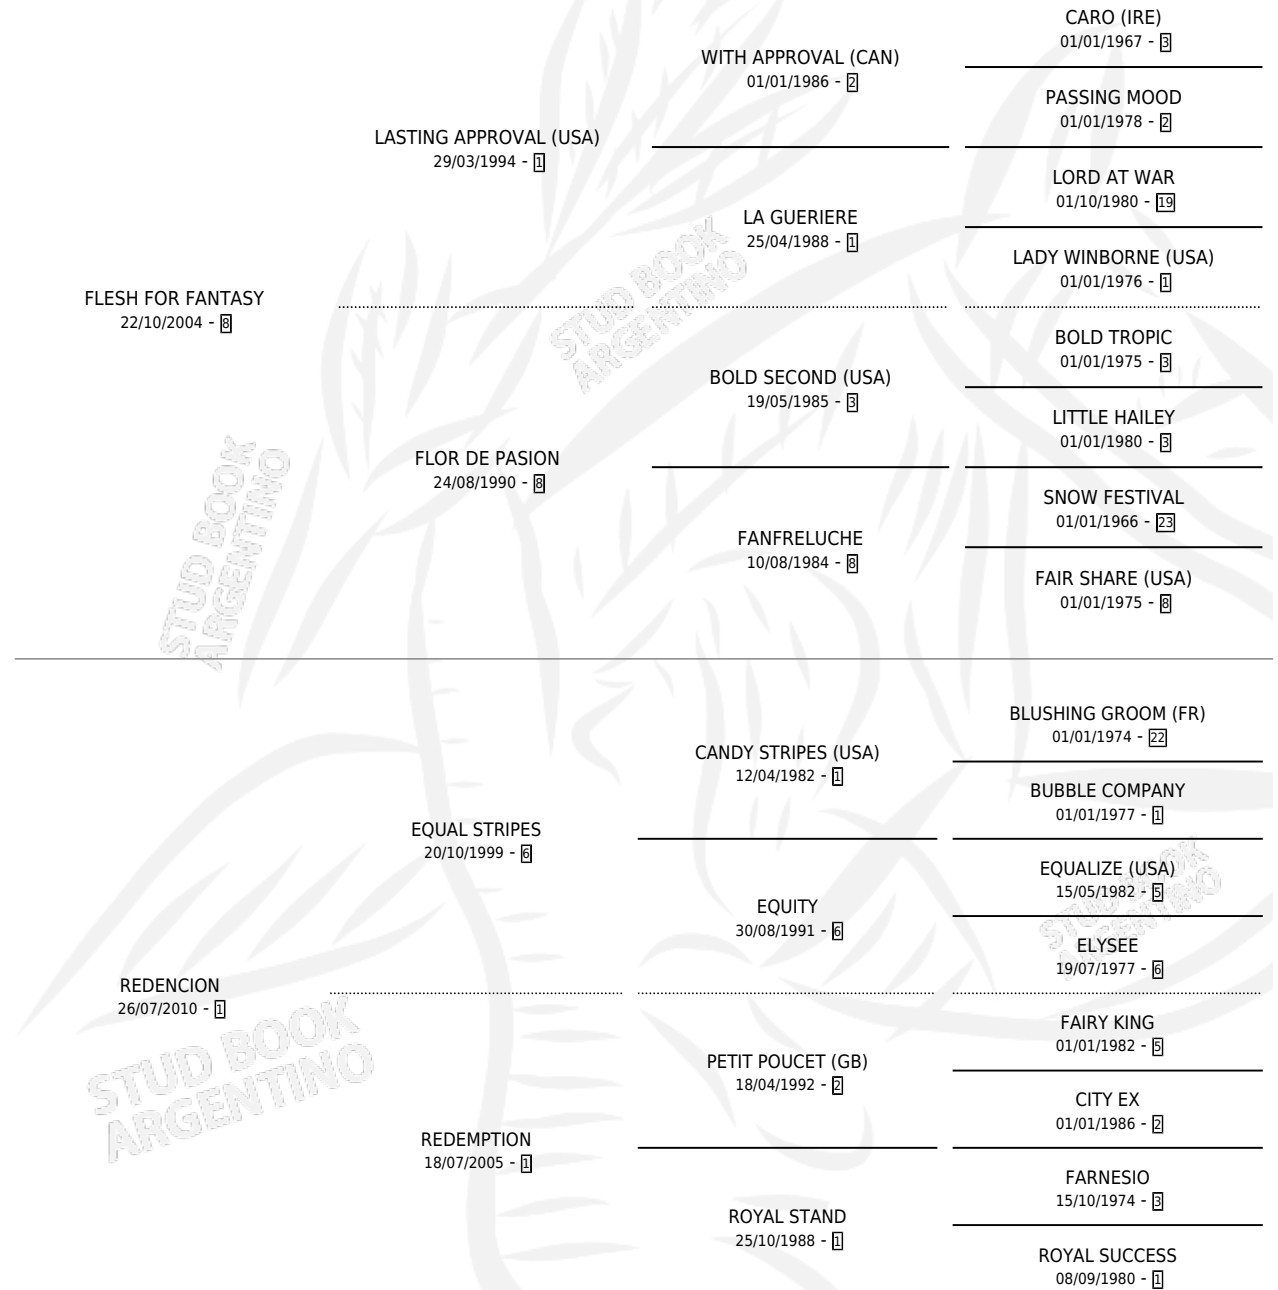 CARO (IRE)
01/01/1967 - 3
WITH APPROVAL (CAN)
01/01/1986 - 2
PASSING MOOD
01/01/1978 - 2
LASTING APPROVAL (USA)
29/03/1994 - 1
LORD AT WAR
01/10/1980 - 19
LA GUERIERE
25/04/1988 - 1
LADY WINBORNE (USA)
01/01/1976 - 1
FLESH FOR FANTASY
22/10/2004 - 8
STUD BOOK
ARGENTINO
BOLD TROPIC
01/01/1975 - 3
BOLD SECOND (USA)
19/05/1985 - 3
LITTLE HAILEY
01/01/1980 - 3
FLOR DE PASION
24/08/1990 - 8
SNOW FESTIVAL
01/01/1966 - 23
FANFRELUCHE
10/08/1984 - 8
FAIR SHARE (USA)
01/01/1975 - 8
STUD BOOK
ARGENTINO
BLUSHING GROOM (FR)
01/01/1974 - 22
CANDY STRIPES (USA)
12/04/1982 - 1
BUBBLE COMPANY
01/01/1977 - 1
EQUAL STRIPES
20/10/1999 - 6
EQUALIZE (USA)
15/05/1982 - 5
EQUITY
30/08/1991 - 6
ELYSEE
19/07/1977 - 6
STUD BOOK
ARGENTINO
REDENCION
26/07/2010 - 1
FAIRY KING
01/01/1982 - 5
PETIT POUCET (GB)
18/04/1992 - 2
CITY EX
01/01/1986 - 2
STUD BOOK
ARGENTINO
REDEMPTION
18/07/2005 - 1
FARNESIO
15/10/1974 - 3
ROYAL STAND
25/10/1988 - 1
ROYAL SUCCESS
08/09/1980 - 1